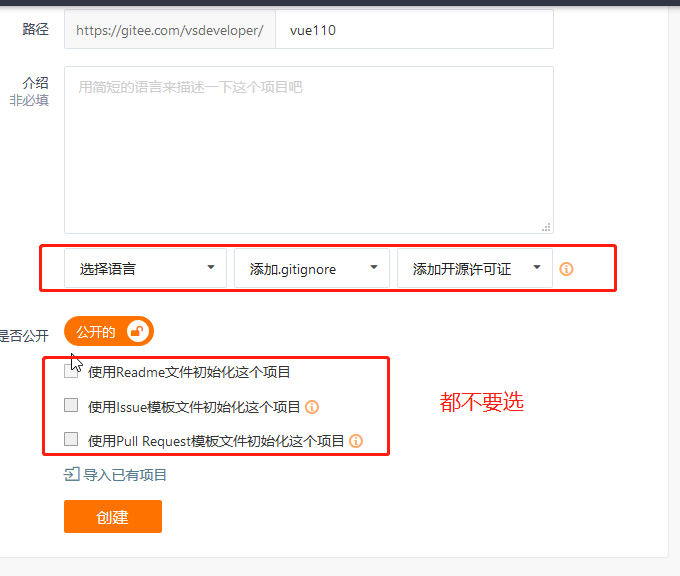 路径 https://gitee.com/vsdeveloper/ vue110
介绍 用简短的语言来描述一下这个项目吧
非必填
选择语言 添加.gitignore 添加开源许可证
是否公开 公开的
使用Readme文件初始化这个项目
使用Issue模板文件初始化这个项目
都不要选
使用Pull Request模板文件初始化这个项目
导入已有项目
创建